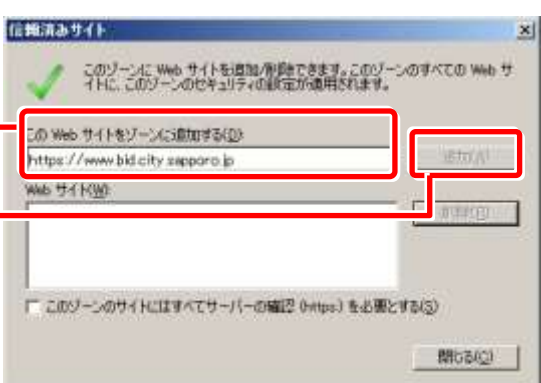 信頼済みサイト
このゾーンに Web サイトを追加/削除できます。このゾーンのすべての Web サ
イトに、このゾーンのセキュリティの設定が適用されます。
この Web サイトをゾーンに追加する(D):
https://www.bid.city.sapporo.jp
追加(A)
Web サイト(W):
削除(R)
このゾーンのサイトにはすべてサーバーの確認 (https:) を必要とする(S)
閉じる(C)